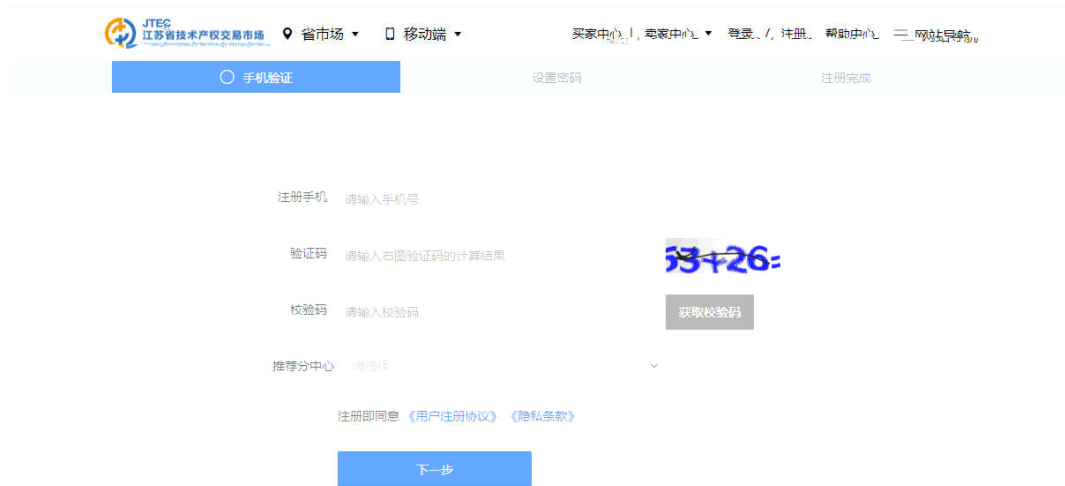 JTEC
江苏省技术产权交易市场 省市场 移动端 买家中心 | 卖家中心 登录 / 注册 帮助中心 网站导航
手机验证 设置密码 注册完成
注册手机 请输入手机号
验证码 请输入右图验证码的计算结果 63+26=
校验码 请输入校验码 获取校验码
推荐分中心 请选择
注册即同意 《用户注册协议》 《隐私条款》
下一步